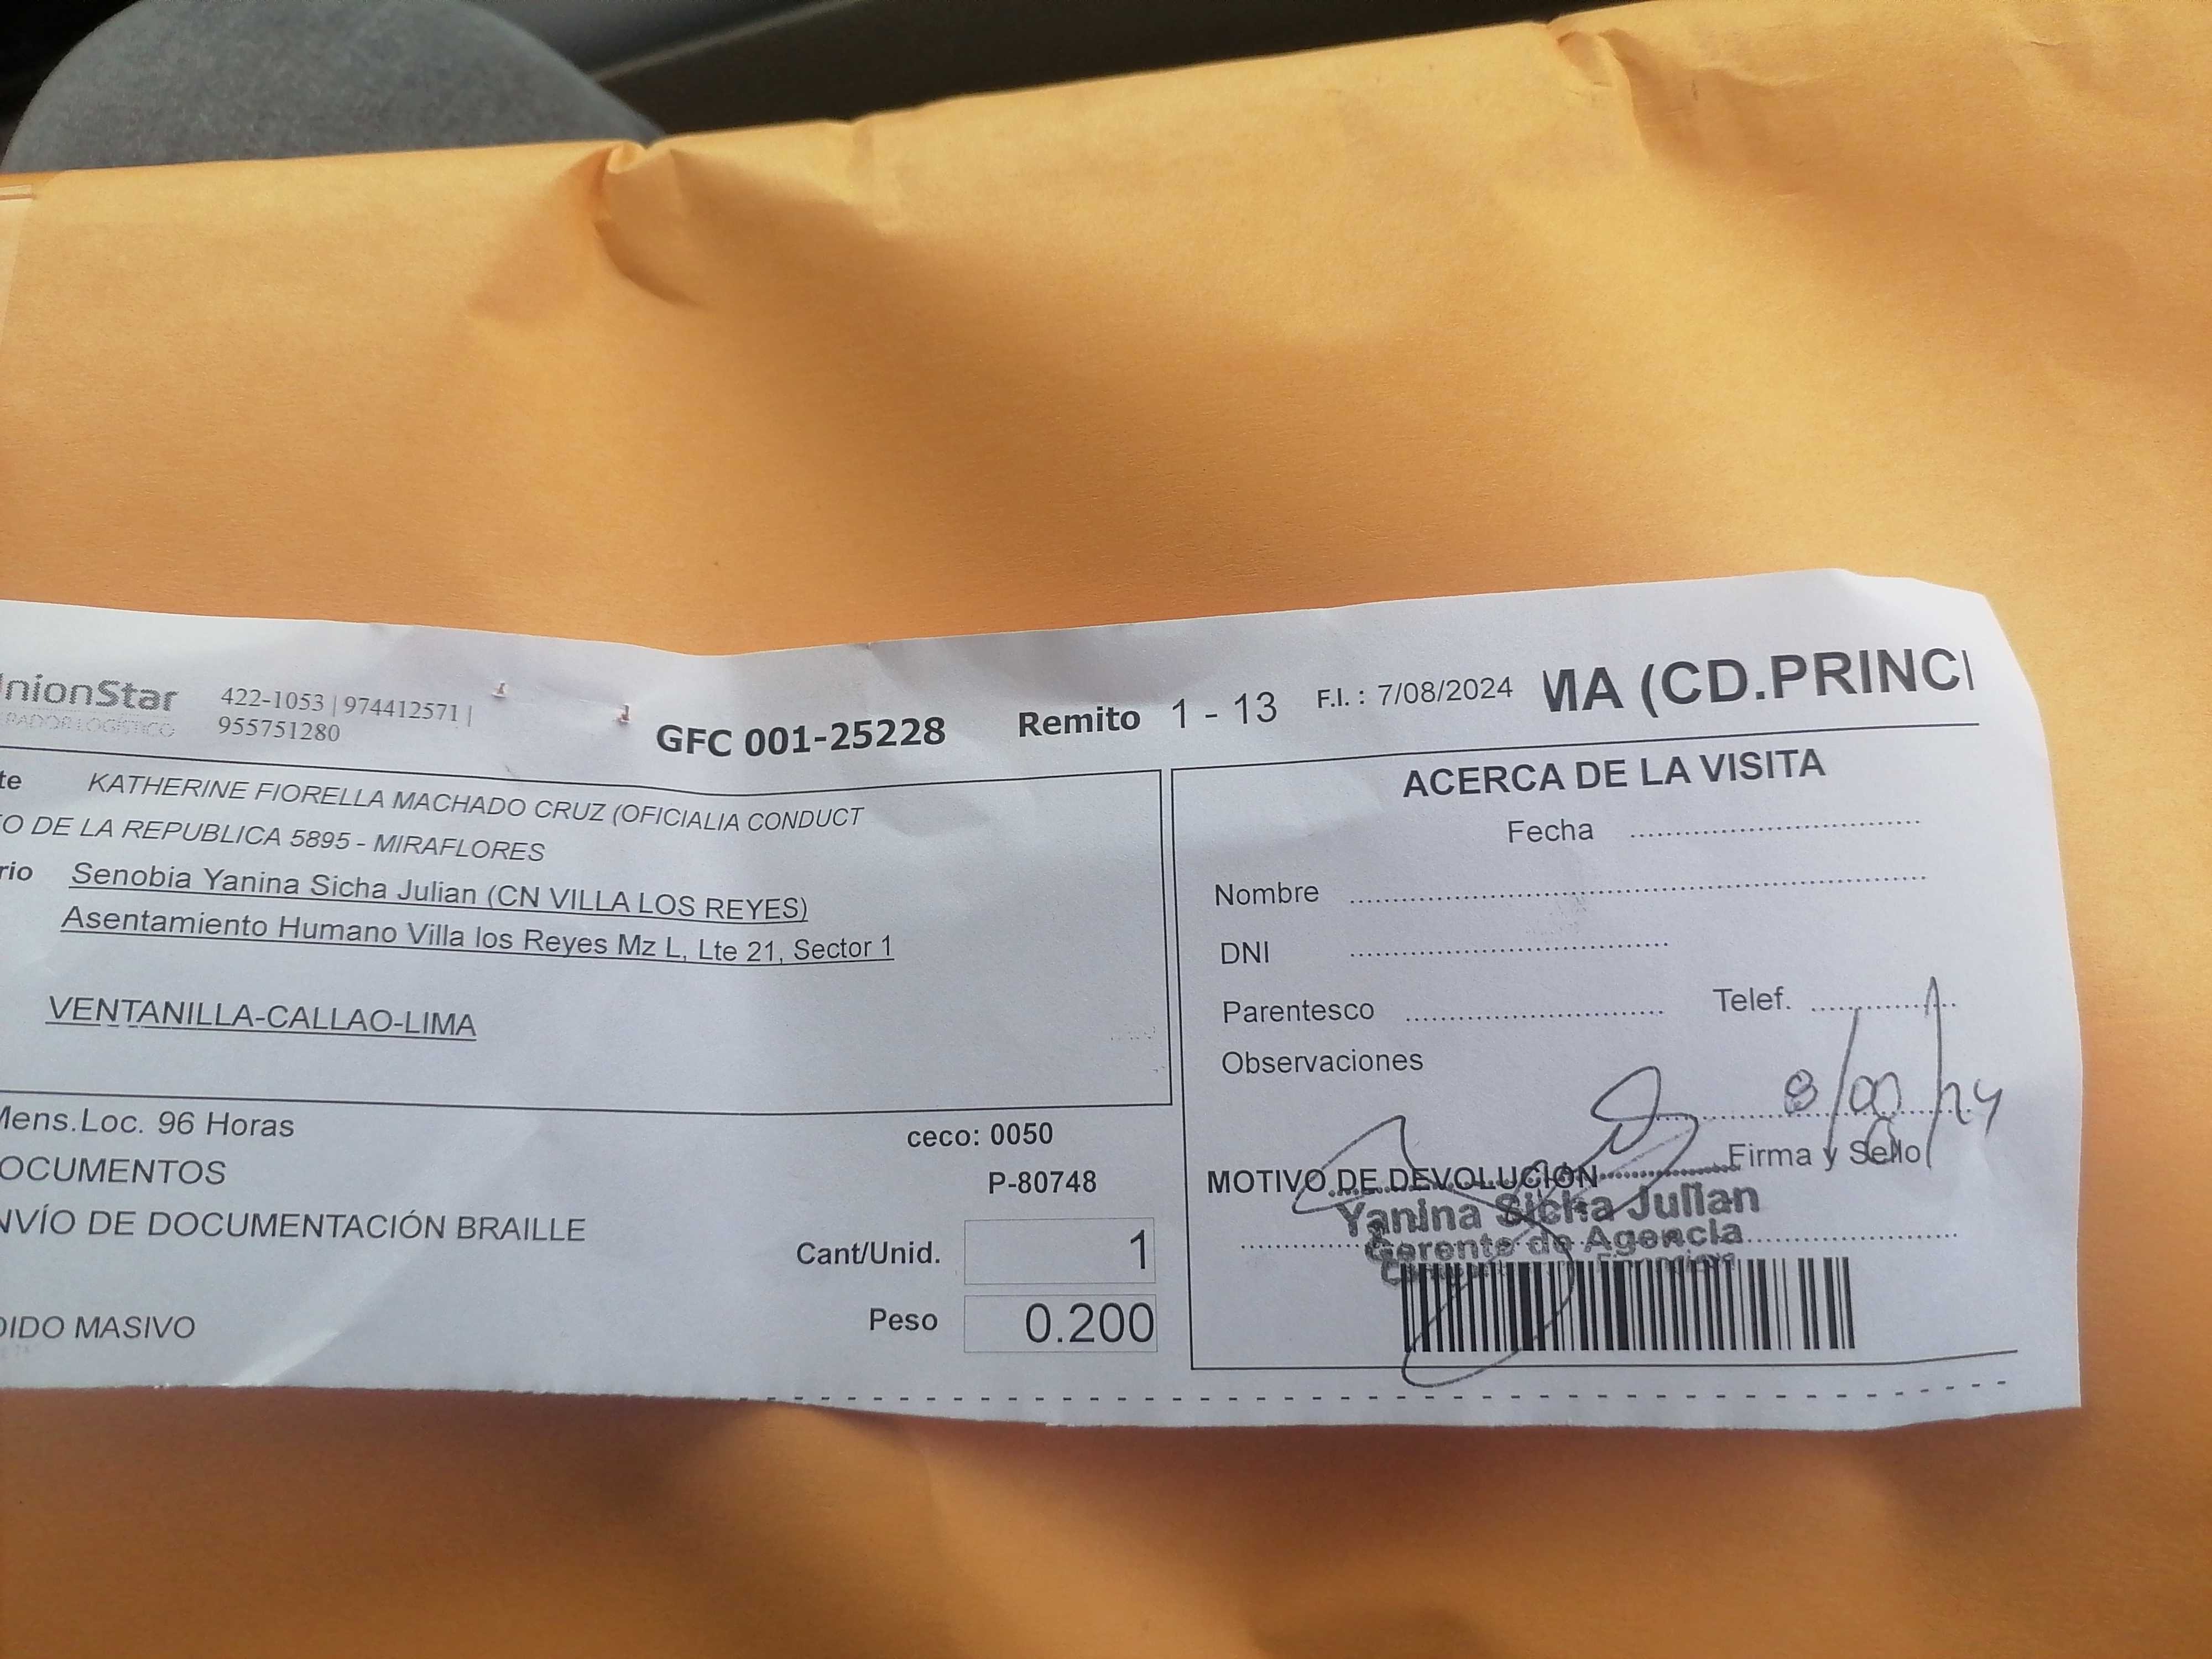 nionStar
422-1053 | 974412571 |
955751280
GFC 001-25228
Remito 1 - 13
F.I. : 7/08/2024
MA (CD.PRINCI
te KATHERINE FIORELLA MACHADO CRUZ (OFICIALIA CONDUCT
O DE LA REPUBLICA 5895 - MIRAFLORES
rio Senobia Yanina Sicha Julian (CN VILLA LOS REYES)
Asentamiento Humano Villa los Reyes Mz L, Lte 21, Sector 1
VENTANILLA-CALLAO-LIMA
Mens.Loc. 96 Horas
OCUMENTOS
NVÍO DE DOCUMENTACIÓN BRAILLE
DIDO MASIVO
ceco: 0050
P-80748
Cant/Unid. 1
Peso 0.200
ACERCA DE LA VISITA
Fecha
Nombre
DNI
Parentesco Telef.
Observaciones
Firma y Sello
MOTIVO DE DEVOLUCIÓN
Yanina Sicha Julian
Gerente de Agencia